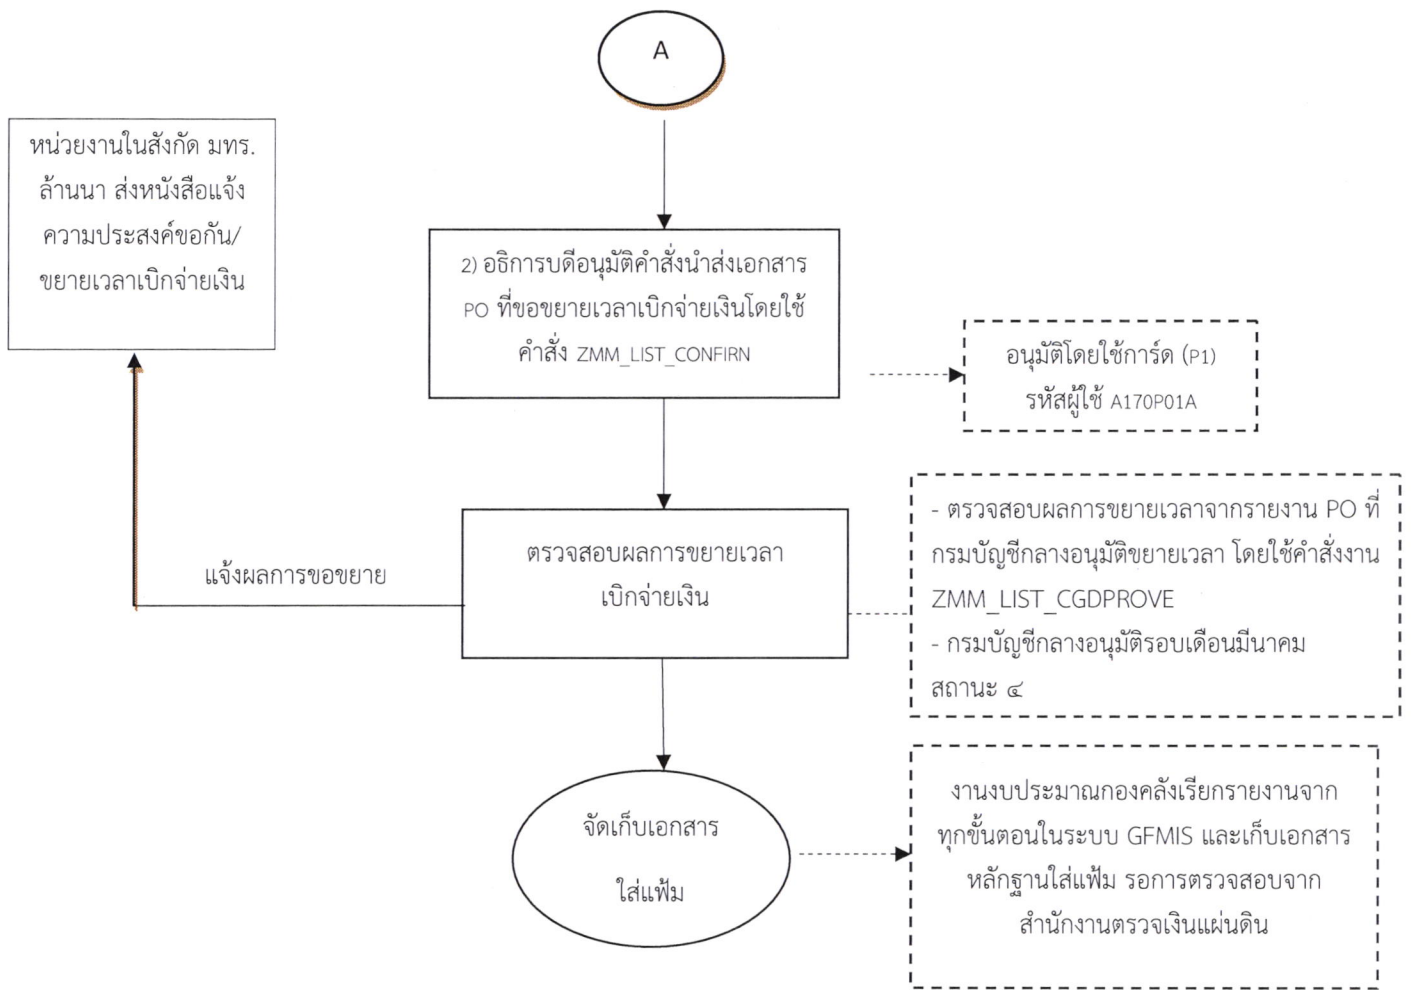 A
หน่วยงานในสังกัด มทร.
ล้านนา ส่งหนังสือแจ้ง
ความประสงค์ขอกัน/
ขยายเวลาเบิกจ่ายเงิน
2) อธิการบดีอนุมัติคำสั่งนำส่งเอกสาร
PO ที่ขอขยายเวลาเบิกจ่ายเงินโดยใช้
คำสั่ง ZMM_LIST_CONFIRN
อนุมัติโดยใช้การ์ด (P1)
รหัสผู้ใช้ A170P01A
แจ้งผลการขอขยาย
ตรวจสอบผลการขยายเวลา
เบิกจ่ายเงิน
- ตรวจสอบผลการขยายเวลาจากรายงาน PO ที่
กรมบัญชีกลางอนุมัติขยายเวลา โดยใช้คำสั่งงาน
ZMM_LIST_CGDPROVE
- กรมบัญชีกลางอนุมัติรอบเดือนมีนาคม
สถานะ ๔
จัดเก็บเอกสาร
ใส่แฟ้ม
งานงบประมาณกองคลังเรียกรายงานจาก
ทุกขั้นตอนในระบบ GFMIS และเก็บเอกสาร
หลักฐานใส่แฟ้ม รอการตรวจสอบจาก
สำนักงานตรวจเงินแผ่นดิน